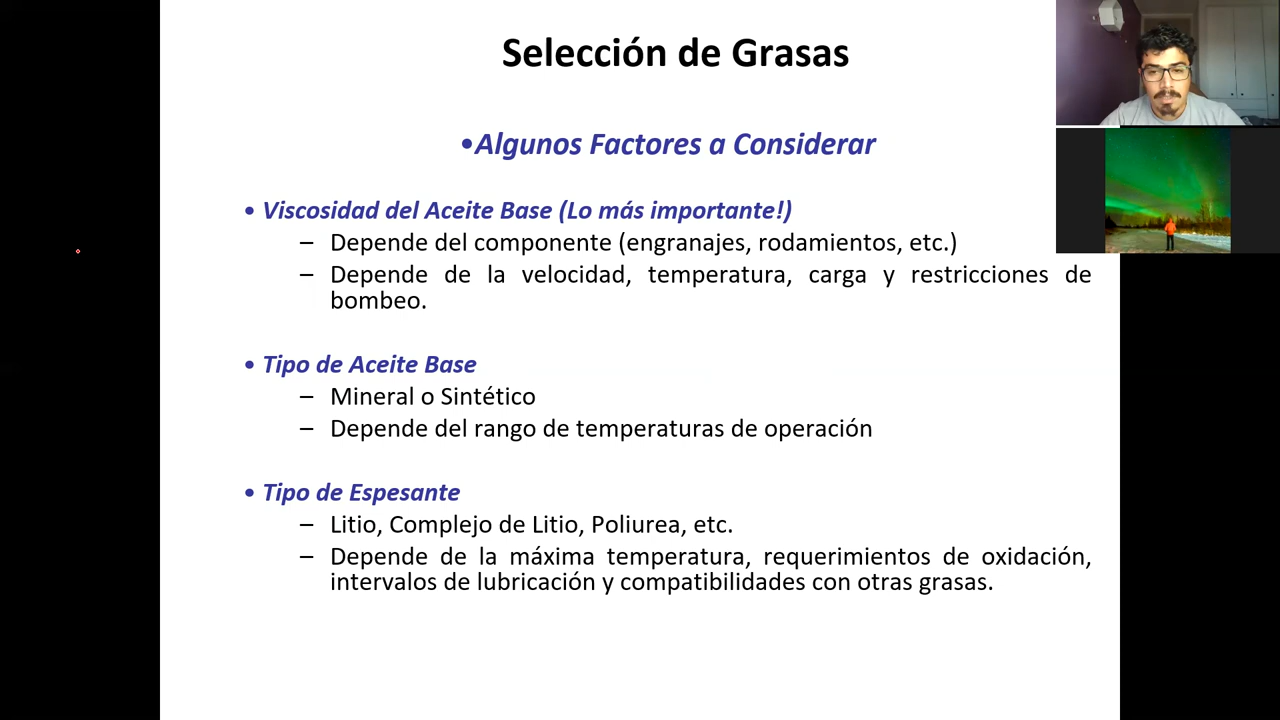 Selección de Grasas
•Algunos Factores a Considerar
• Viscosidad del Aceite Base (Lo más importante!)
– Depende del componente (engranajes, rodamientos, etc.)
– Depende de la velocidad, temperatura, carga y restricciones de
bombeo.
• Tipo de Aceite Base
– Mineral o Sintético
– Depende del rango de temperaturas de operación
• Tipo de Espesante
– Litio, Complejo de Litio, Poliurea, etc.
– Depende de la máxima temperatura, requerimientos de oxidación,
intervalos de lubricación y compatibilidades con otras grasas.